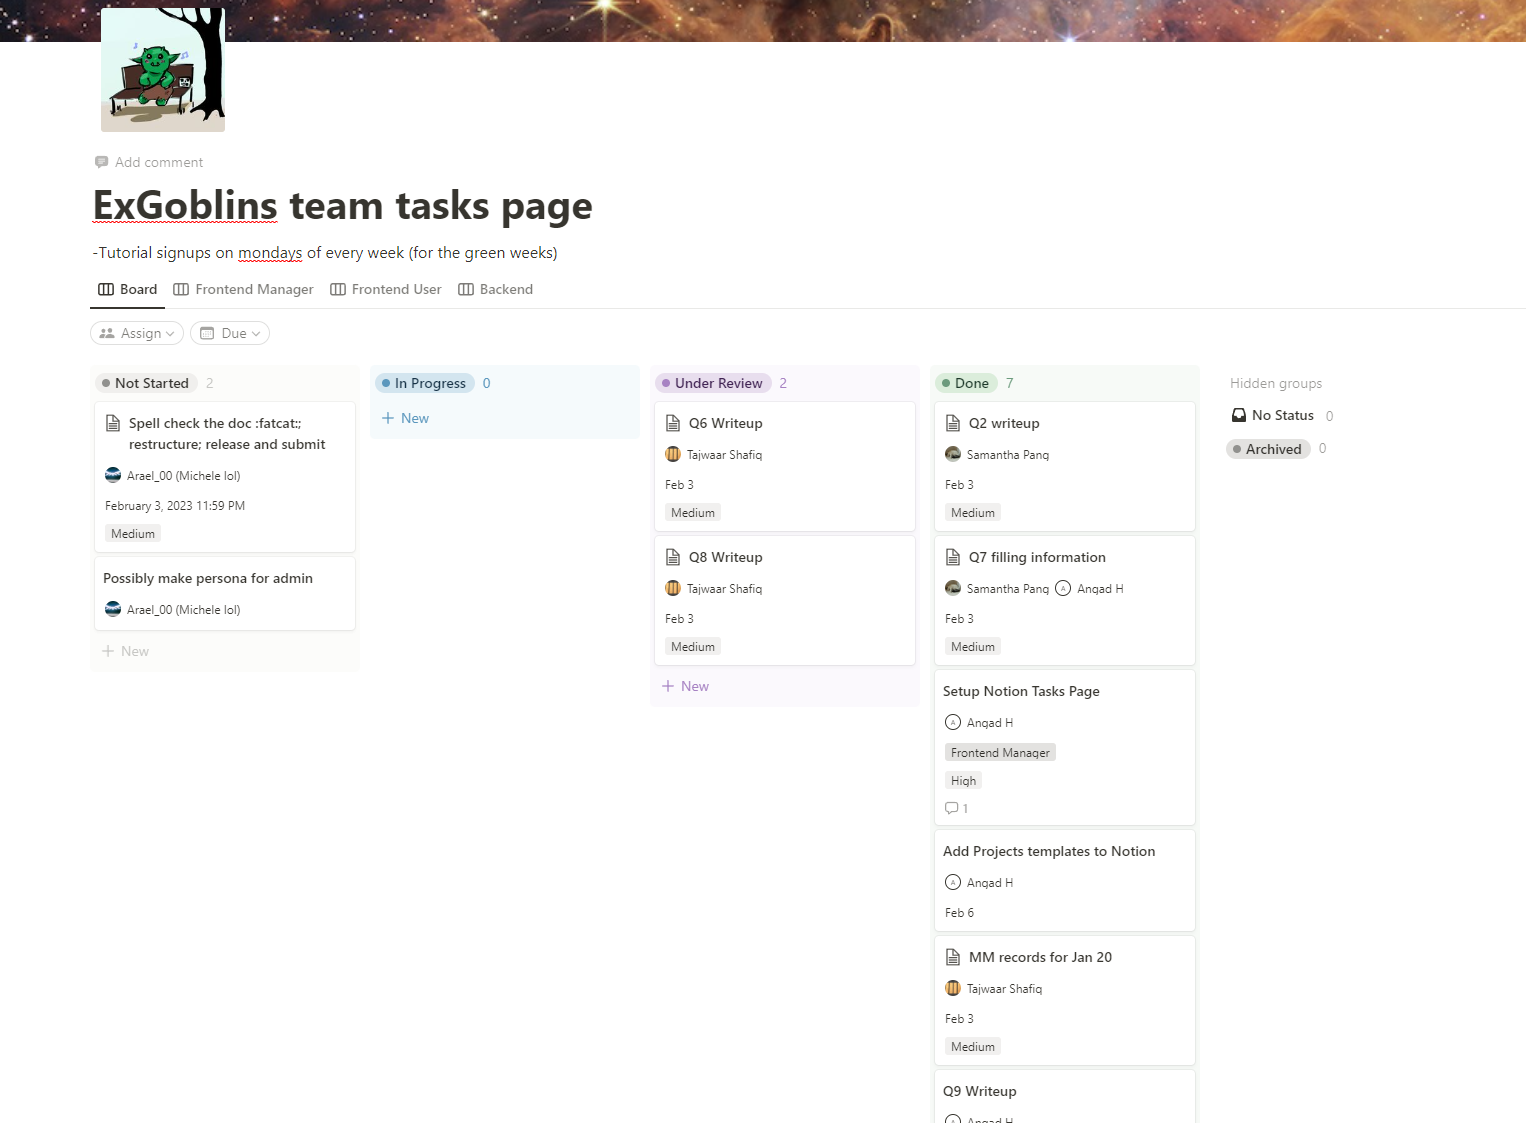 Add comment
ExGoblins team tasks page
-Tutorial signups on mondays of every week (for the green weeks)
Board Frontend Manager Frontend User Backend
Assign Due
Not Started 2
Spell check the doc :fatcat:;
restructure; release and submit
Arael_00 (Michele lol)
February 3, 2023 11:59 PM
Medium
Possibly make persona for admin
Arael_00 (Michele lol)
+ New
In Progress 0
+ New
Under Review 2
Q6 Writeup
Tajwaar Shafiq
Feb 3
Medium
Q8 Writeup
Tajwaar Shafiq
Feb 3
Medium
+ New
Done 7
Q2 writeup
Samantha Pang
Feb 3
Medium
Q7 filling information
Samantha Pang A Angad H
Feb 3
Medium
Setup Notion Tasks Page
A Angad H
Frontend Manager
High
1
Add Projects templates to Notion
A Angad H
Feb 6
MM records for Jan 20
Tajwaar Shafiq
Feb 3
Medium
Q9 Writeup
Angad H
Hidden groups
No Status 0
Archived 0